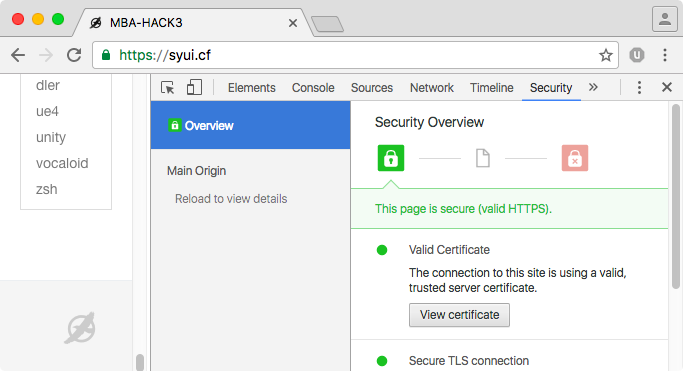 MBA-HACK3
https://syui.cf
U
dler
ue4
unity
vocaloid
zsh
Elements Console Sources Network Timeline Security »
Overview
Main Origin
Reload to view details
Security Overview
This page is secure (valid HTTPS).
Valid Certificate
The connection to this site is using a valid,
trusted server certificate.
View certificate
Secure TLS connection